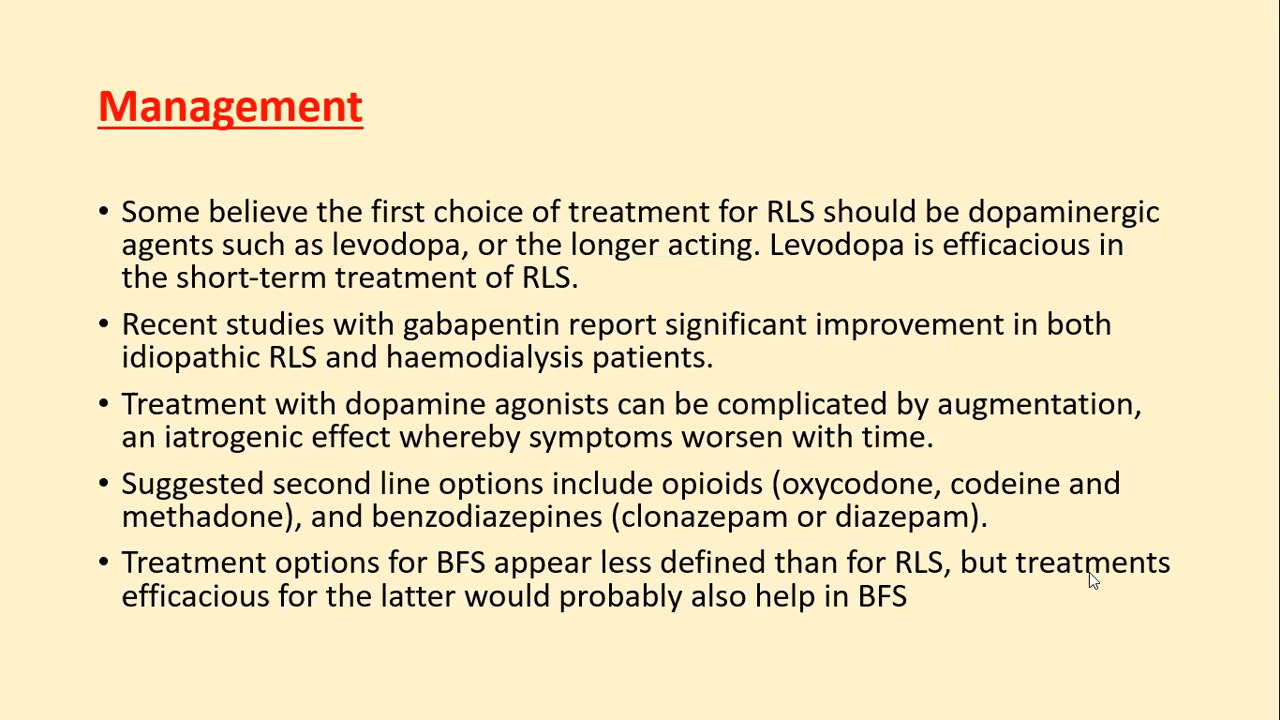 Management
• Some believe the first choice of treatment for RLS should be dopaminergic
agents such as levodopa, or the longer acting. Levodopa is efficacious in
the short-term treatment of RLS.
• Recent studies with gabapentin report significant improvement in both
idiopathic RLS and haemodialysis patients.
• Treatment with dopamine agonists can be complicated by augmentation,
an iatrogenic effect whereby symptoms worsen with time.
• Suggested second line options include opioids (oxycodone, codeine and
methadone), and benzodiazepines (clonazepam or diazepam).
• Treatment options for BFS appear less defined than for RLS, but treatments
efficacious for the latter would probably also help in BFS